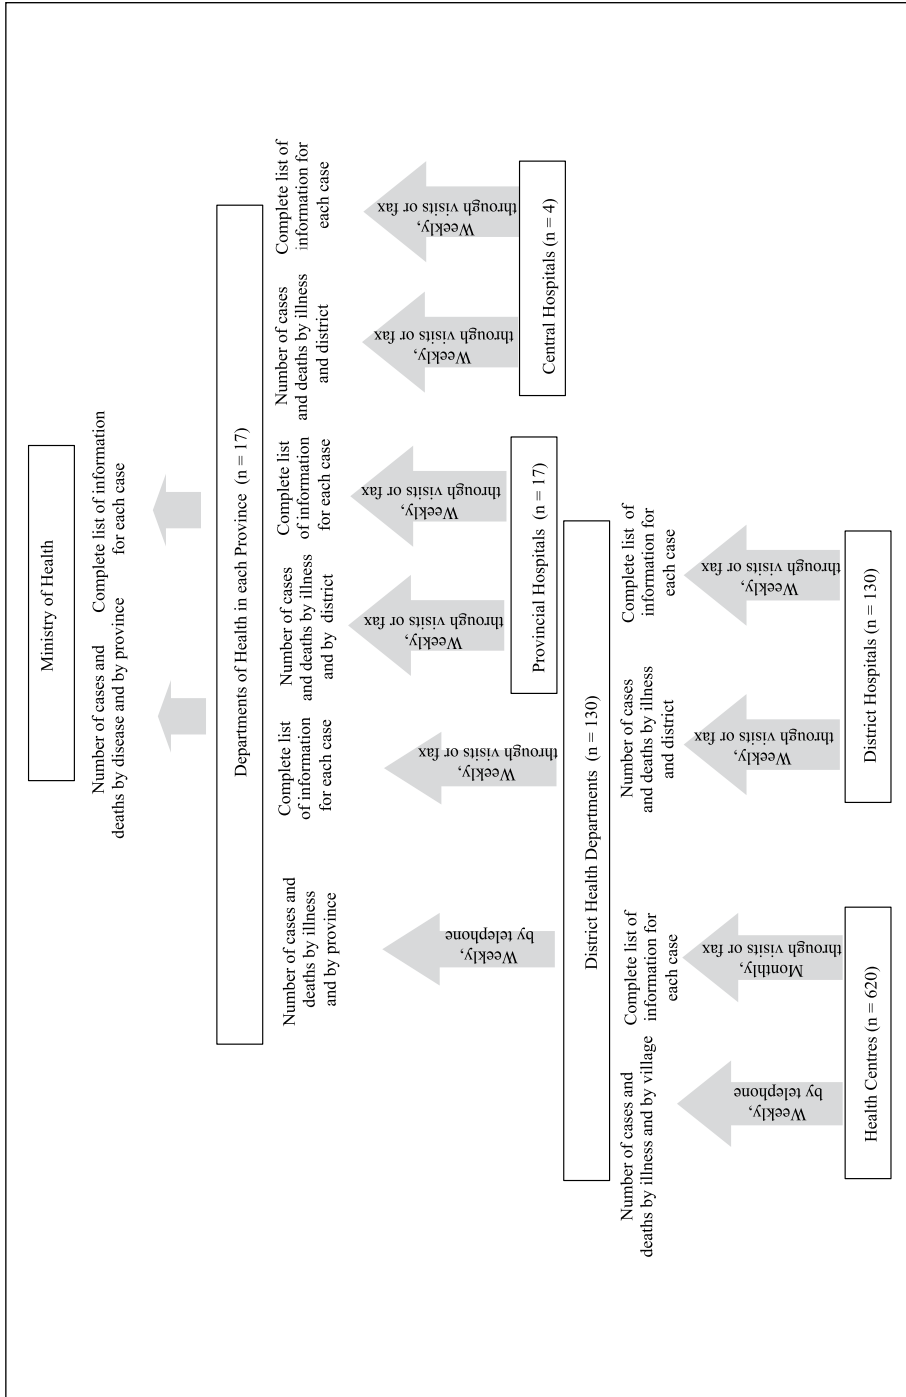 Ministry of Health
Number of cases and
deaths by disease and by province
Complete list of information
for each case
Departments of Health in each Province (n = 17)
Number of cases and
deaths by illness
and by province
Complete list
of information
for each case
Number of cases
and deaths by illness
and by district
Complete list
of information
for each case
Number of cases
and deaths by illness
and district
Complete list of
information for
each case
Weekly,
by telephone
Weekly,
through visits or fax
Weekly,
through visits or fax
Weekly,
through visits or fax
Weekly,
through visits or fax
Weekly,
through visits or fax
Provincial Hospitals (n = 17)
Central Hospitals (n = 4)
District Health Departments (n = 130)
Number of cases and
deaths by illness and by village
Complete list of
information for
each case
Number of cases
and deaths by illness
and district
Complete list of
information for
each case
Weekly,
by telephone
Monthly,
through visits or fax
Weekly,
through visits or fax
Weekly,
through visits or fax
Health Centres (n = 620)
District Hospitals (n = 130)